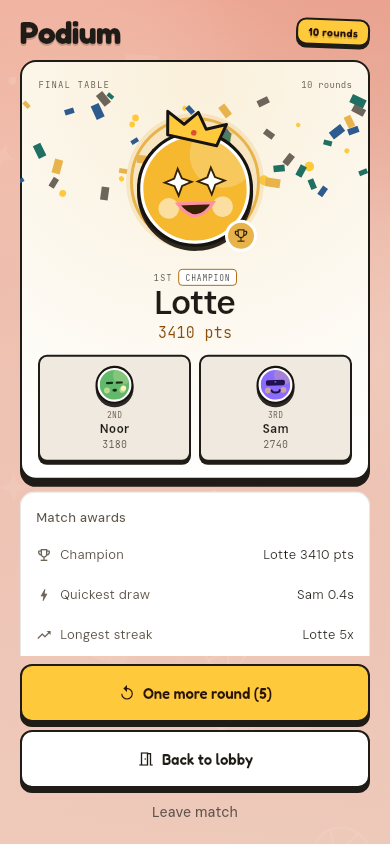 Podium
10 rounds
FINAL TABLE
10 rounds
1ST CHAMPION
Lotte
3410 pts
2ND
Noor
3180
3RD
Sam
2740
Match awards
Champion Lotte 3410 pts
Quickest draw Sam 0.4s
Longest streak Lotte 5x
One more round (5)
Back to lobby
Leave match